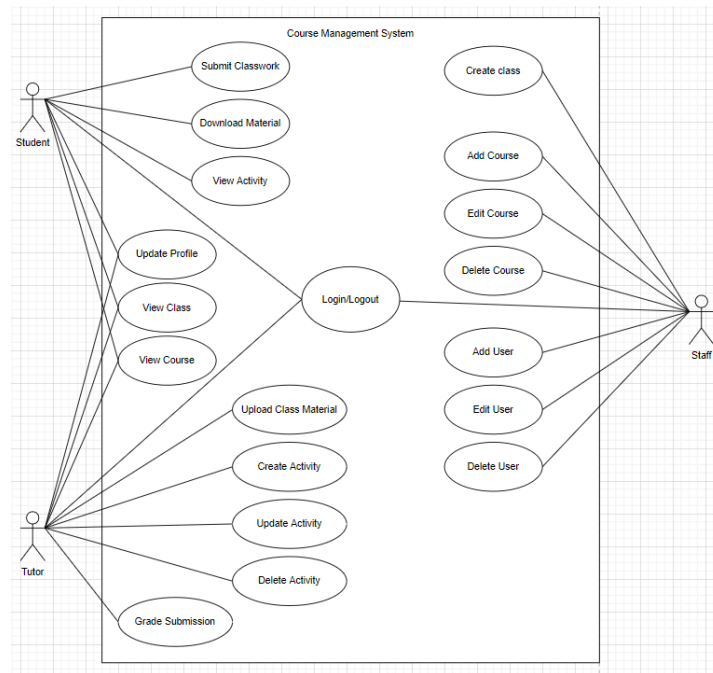 Course Management System
Submit Classwork
Create class
Download Material
Student
Add Course
View Activity
Edit Course
Update Profile
Delete Course
View Class
Login/Logout
Add User
Staff
View Course
Upload Class Material
Edit User
Create Activity
Delete User
Update Activity
Tutor
Delete Activity
Grade Submission